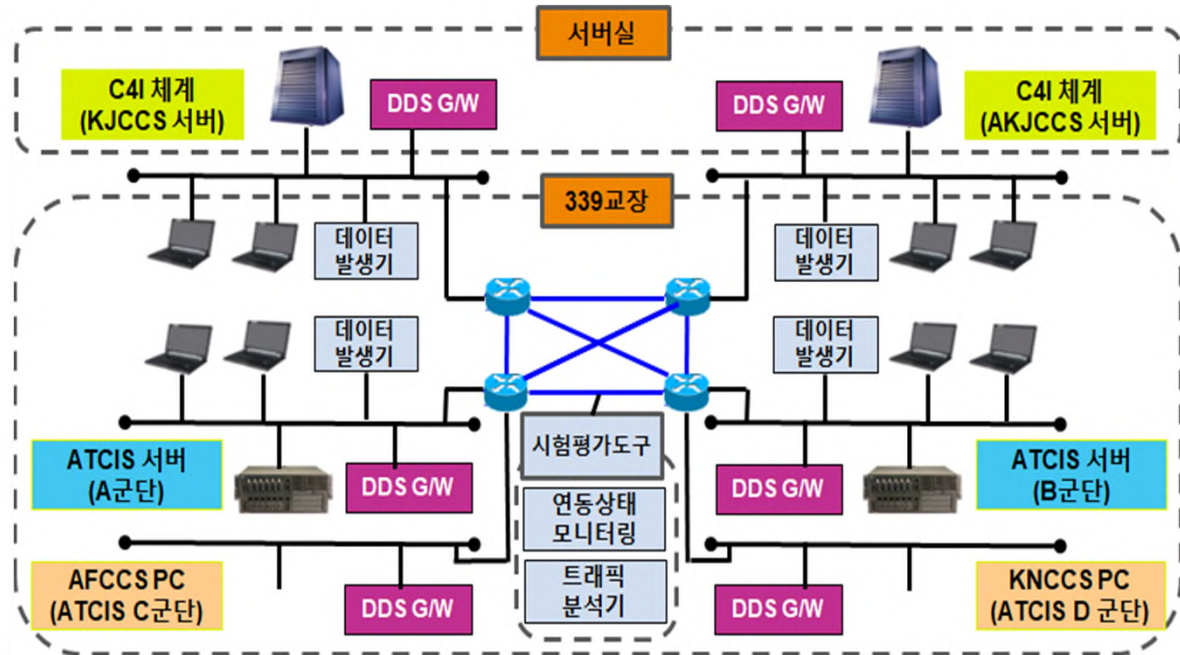 서버실
C4I 체계
(KJCCS 서버)
DDS G/W
DDS G/W
C4I 체계
(AKJCCS 서버)
339교장
데이터
발생기
데이터
발생기
데이터
발생기
데이터
발생기
ATCIS 서버
(A군단)
DDS G/W
시험평가도구
DDS G/W
ATCIS 서버
(B군단)
연동상태
모니터링
AFCCS PC
(ATCIS C군단)
DDS G/W
트래픽
분석기
DDS G/W
KNCCS PC
(ATCIS D 군단)